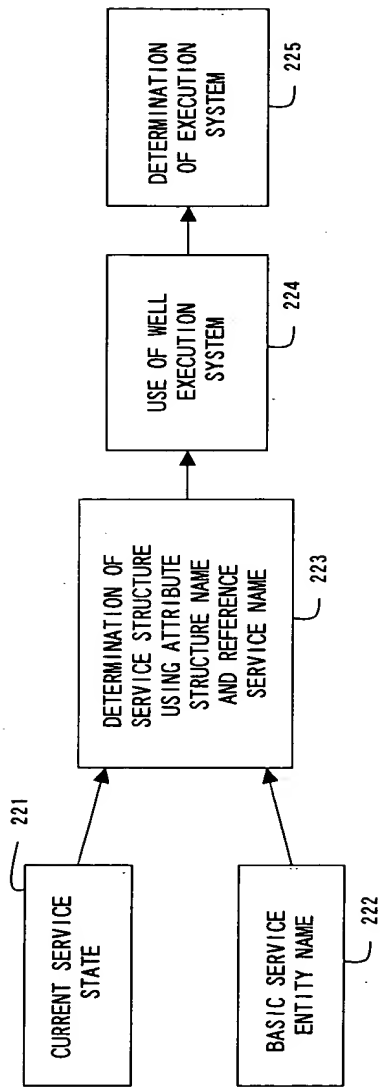 CURRENT SERVICE
STATE
221
BASIC SERVICE
ENTITY NAME
222
DETERMINATION OF
SERVICE STRUCTURE
USING ATTRIBUTE
STRUCTURE NAME
AND REFERENCE
SERVICE NAME
223
USE OF WELL
EXECUTION
SYSTEM
224
DETERMINATION
OF EXECUTION
SYSTEM
225